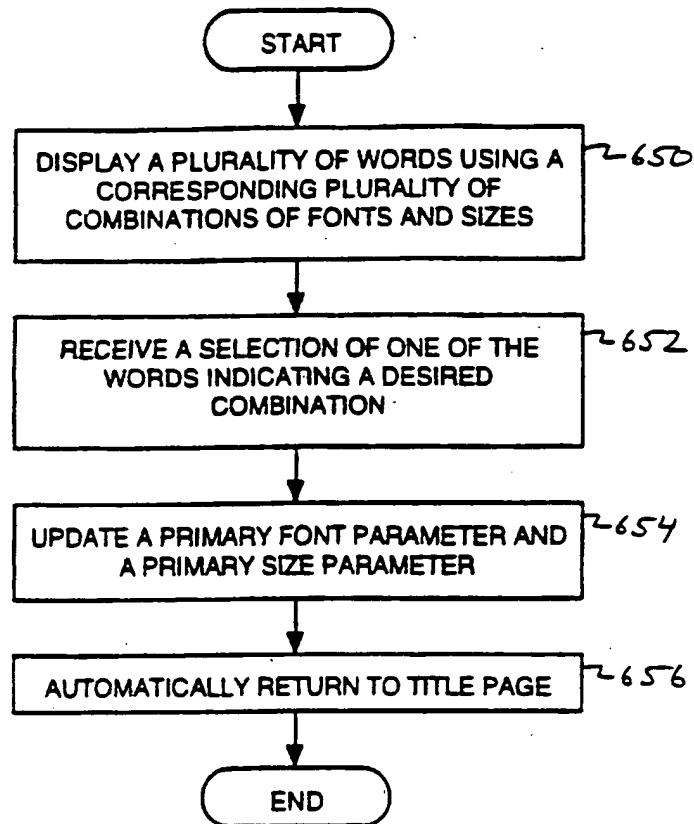 START
DISPLAY A PLURALITY OF WORDS USING A
650
CORRESPONDING PLURALITY OF
COMBINATIONS OF FONTS AND SIZES
RECEIVE A SELECTION OF ONE OF THE
652
WORDS INDICATING A DESIRED
COMBINATION
UPDATE A PRIMARY FONT PARAMETER AND
654
A PRIMARY SIZE PARAMETER
AUTOMATICALLY RETURN TO TITLE PAGE
656
END